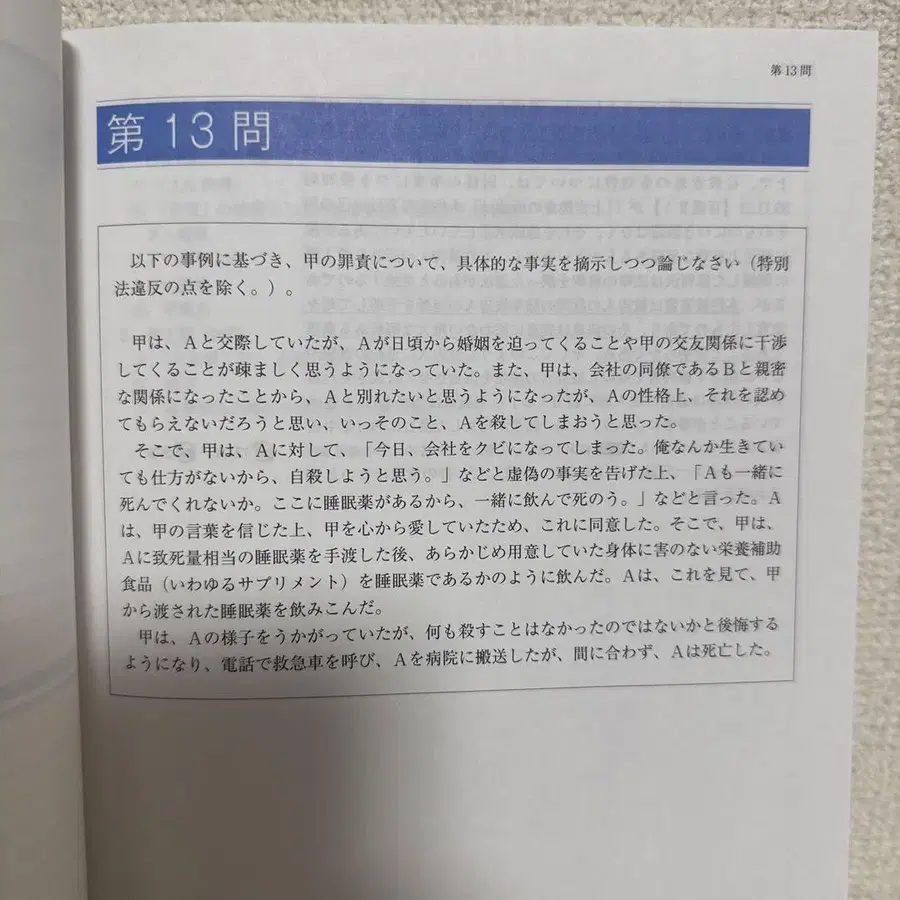 第13問
第13問
以下の事例に基づき、甲の罪責について、具体的な事実を摘示しつつ論じなさい（特別
法違反の点を除く。）。
甲は、Aと交際していたが、Aが日頃から婚姻を迫ってくることや甲の交友関係に干渉
してくることが疎ましく思うようになっていた。また、甲は、会社の同僚であるBと親密
な関係になったことから、Aと別れたいと思うようになったが、Aの性格上、それを認め
てもらえないだろうと思い、いっそのこと、Aを殺してしまおうと思った。
そこで、甲は、Aに対して、「今日、会社をクビになってしまった。俺なんか生きてい
ても仕方がないから、自殺しようと思う。」などと虚偽の事実を告げた上、「Aも一緒に
死んでくれないか。ここに睡眠薬があるから、一緒に飲んで死のう。」などと言った。A
は、甲の言葉を信じた上、甲を心から愛していたため、これに同意した。そこで、甲は、
Aに致死量相当の睡眠薬を手渡した後、あらかじめ用意していた身体に害のない栄養補助
食品（いわゆるサプリメント）を睡眠薬であるかのように飲んだ。Aは、これを見て、甲
から渡された睡眠薬を飲みこんだ。
甲は、Aの様子をうかがっていたが、何も殺すことはなかったのではないかと後悔する
ようになり、電話で救急車を呼び、Aを病院に搬送したが、間に合わず、Aは死亡した。